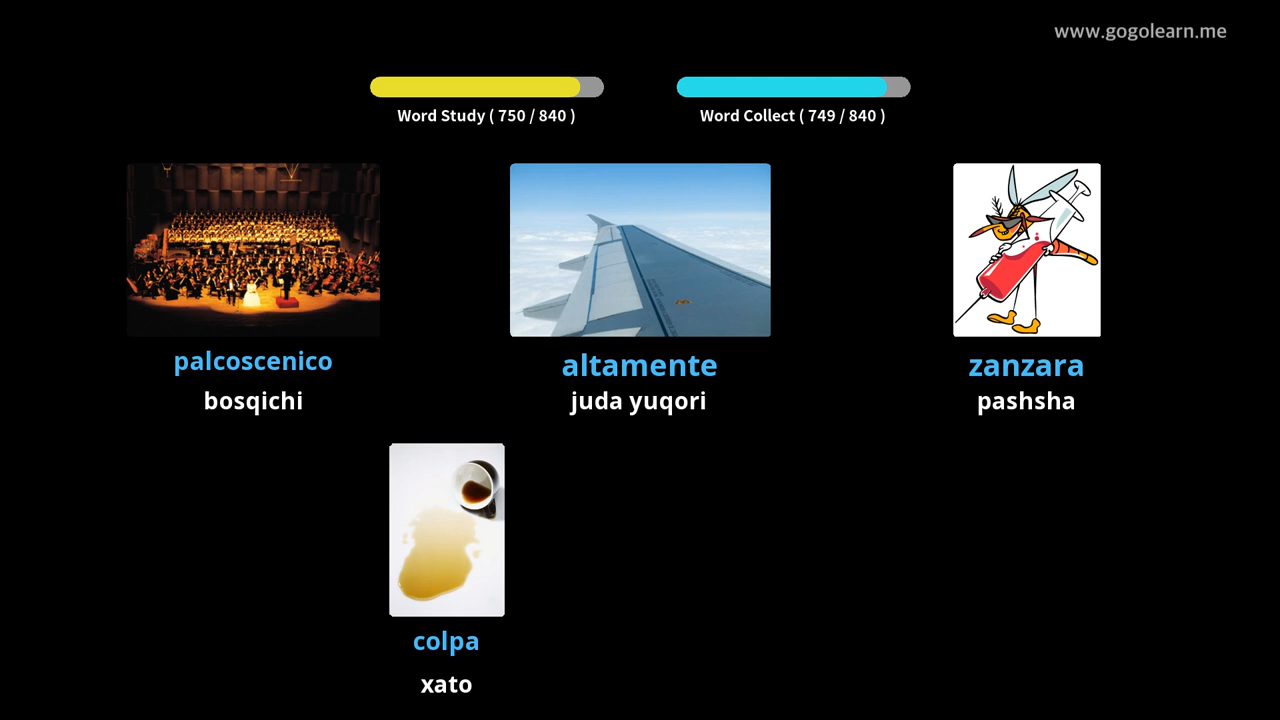 www.gogolearn.me
Word Study ( 750 / 840 )
Word Collect ( 749 / 840 )
palcoscenico
bosqichi
altamente
juda yuqori
zanzara
pashsha
colpa
xato